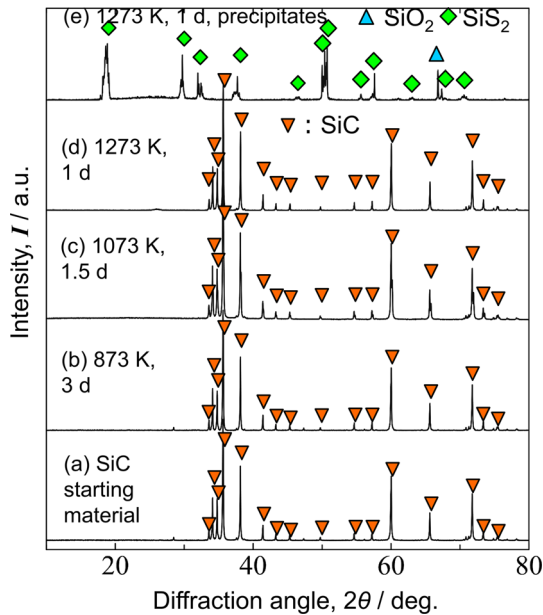 (e) 1273 K, 1 d, precipitates
SiO₂
SiS₂
: SiC
(d) 1273 K,
1 d
(c) 1073 K,
1.5 d
(b) 873 K,
3 d
(a) SiC
starting
material
Intensity, I / a.u.
20 40 60 80
Diffraction angle, 2θ / deg.